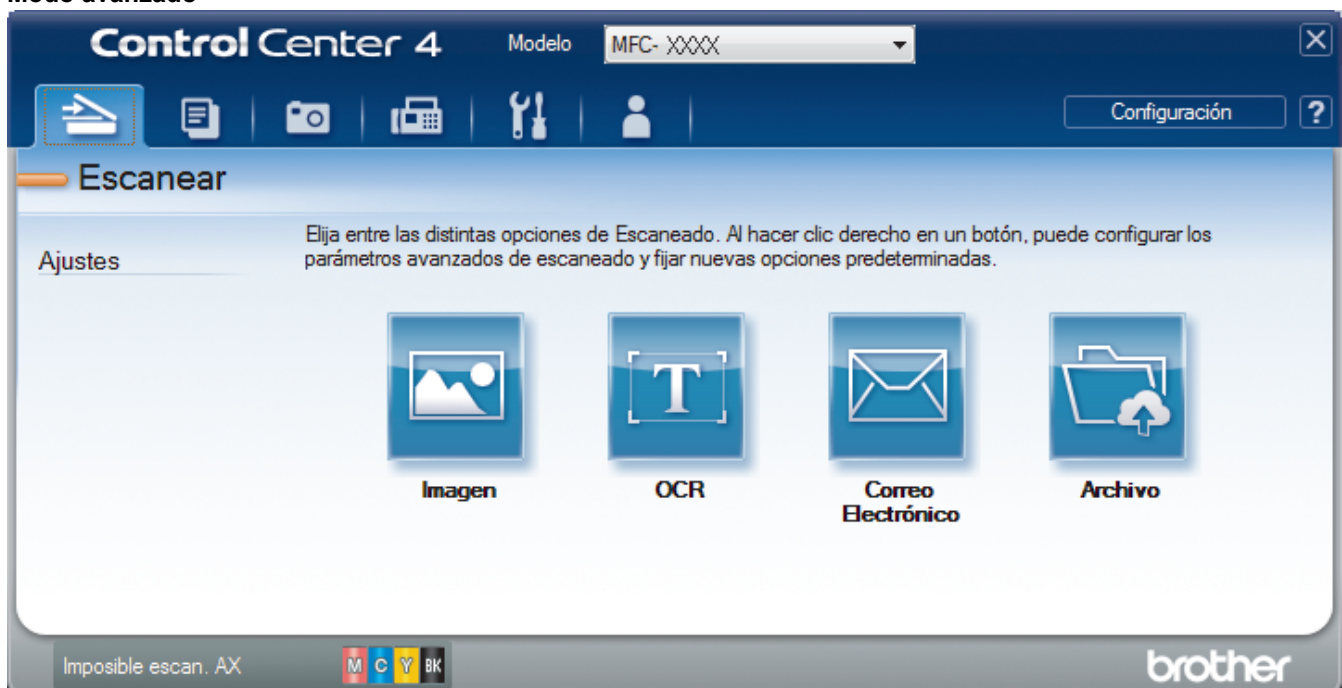 Modo avanzado
Control Center 4 Modelo MFC- XXXX X
Configuración ?
Escanear
Ajustes
Elija entre las distintas opciones de Escaneado. Al hacer clic derecho en un botón, puede configurar los
parámetros avanzados de escaneado y fijar nuevas opciones predeterminadas.
T
Imagen OCR Correo Electrónico Archivo
Imposible escan. AX M C Y BK brother